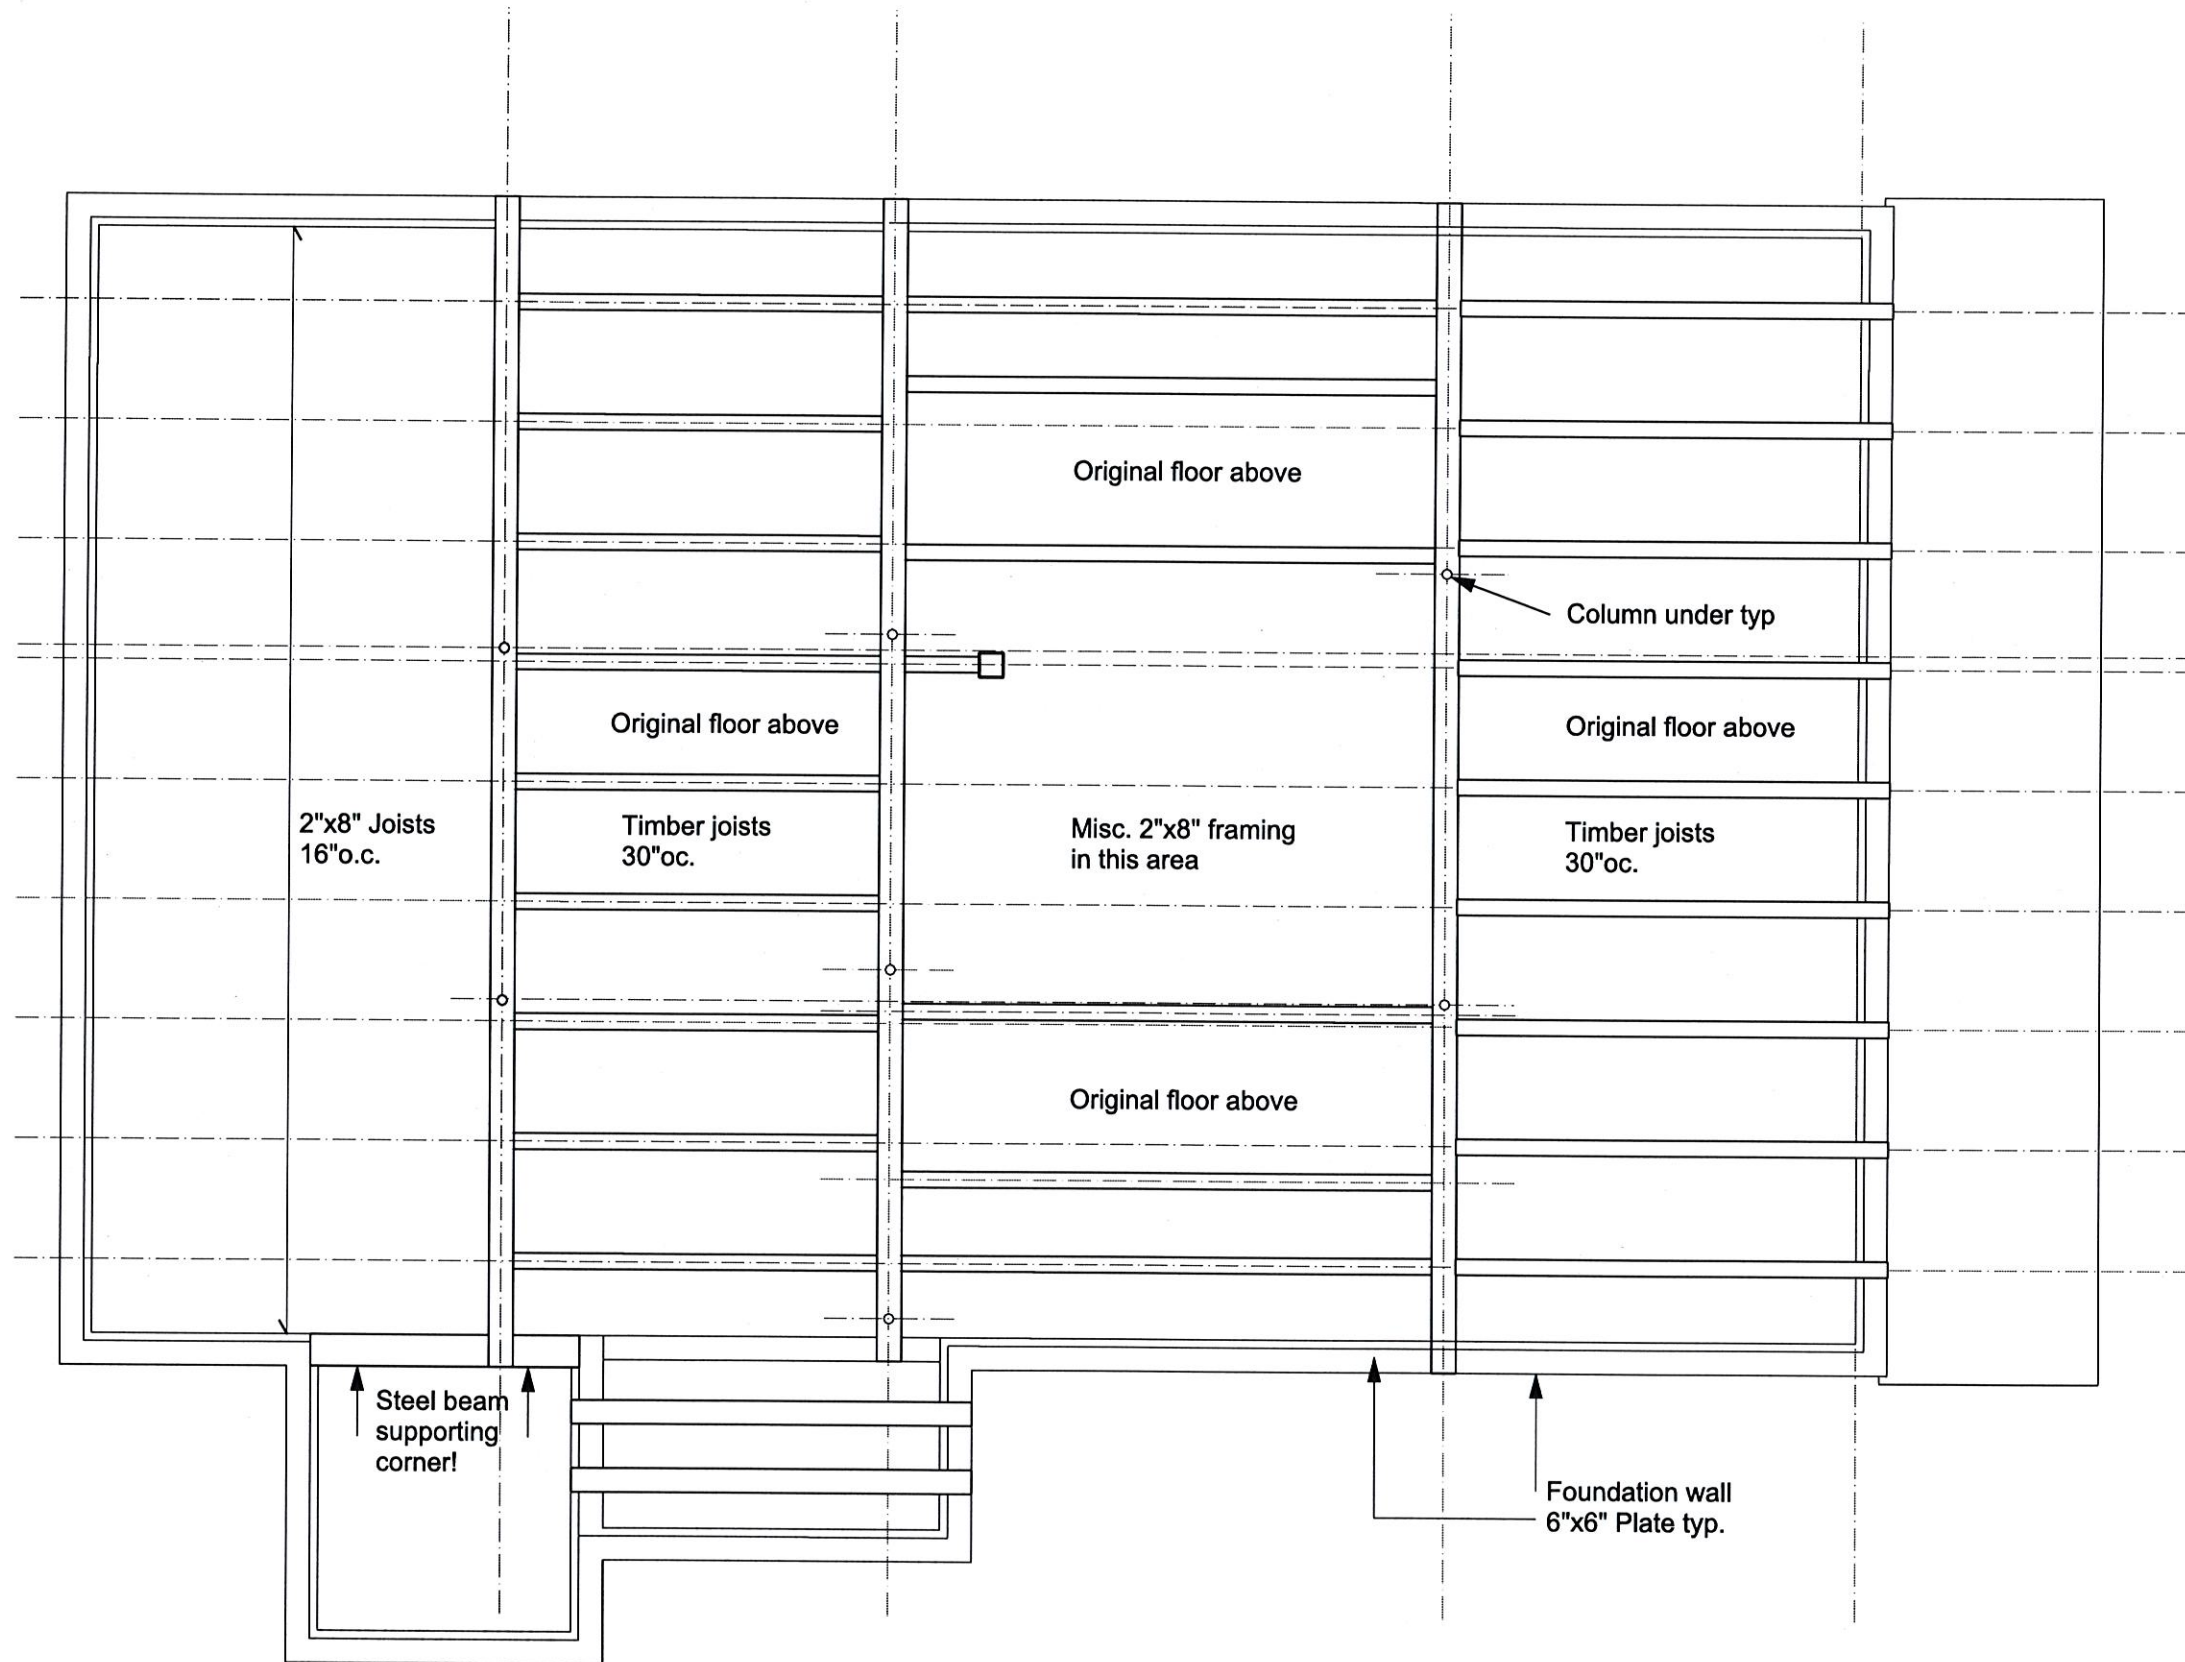 Original floor above
Column under typ
Original floor above
Original floor above
2"x8" Joists
16"o.c.
Timber joists
30"oc.
Misc. 2"x8" framing
in this area
Timber joists
30"oc.
Original floor above
Steel beam
supporting
corner!
Foundation wall
6"x6" Plate typ.